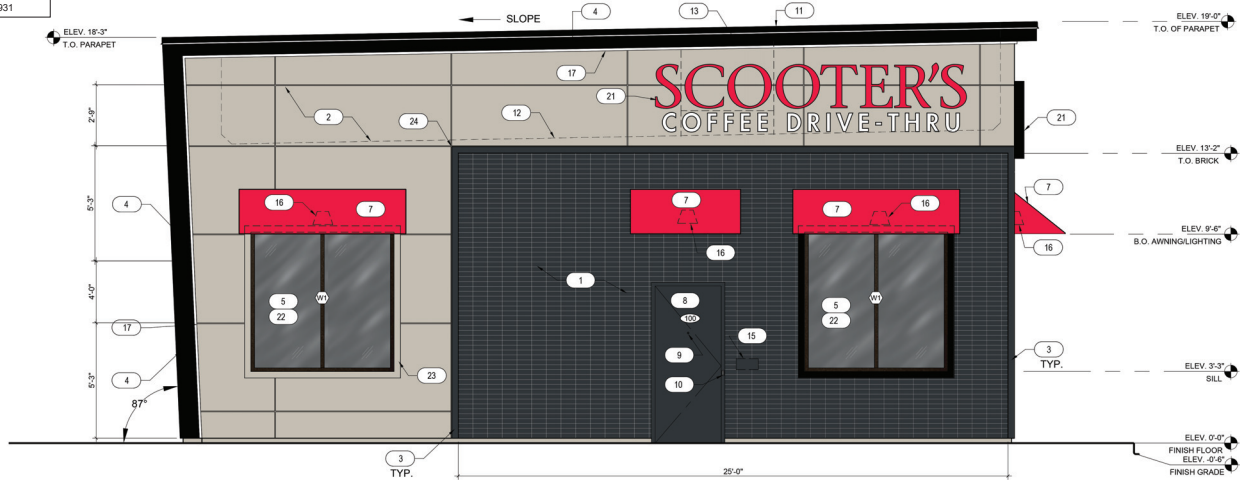 931
SLOPE
4
13
11
ELEV. 18'-3"
T.O. PARAPET
ELEV. 19'-0"
T.O. OF PARAPET
17
SCOOTER'S
COFFEE DRIVE-THRU
21
2'-9"
2
24
12
21
ELEV. 13'-2"
T.O. BRICK
5'-3"
4
16
7
7
16
7
16
7
16
ELEV. 9'-6"
B.O. AWNING/LIGHTING
4'-0"
1
5
22
W1
8
100
5
22
W1
17
9
15
10
3
TYP.
5'-3"
4
23
ELEV. 3'-3"
SILL
87°
3
TYP.
25'-0"
ELEV. 0'-0"
FINISH FLOOR
ELEV. -0'-6"
FINISH GRADE